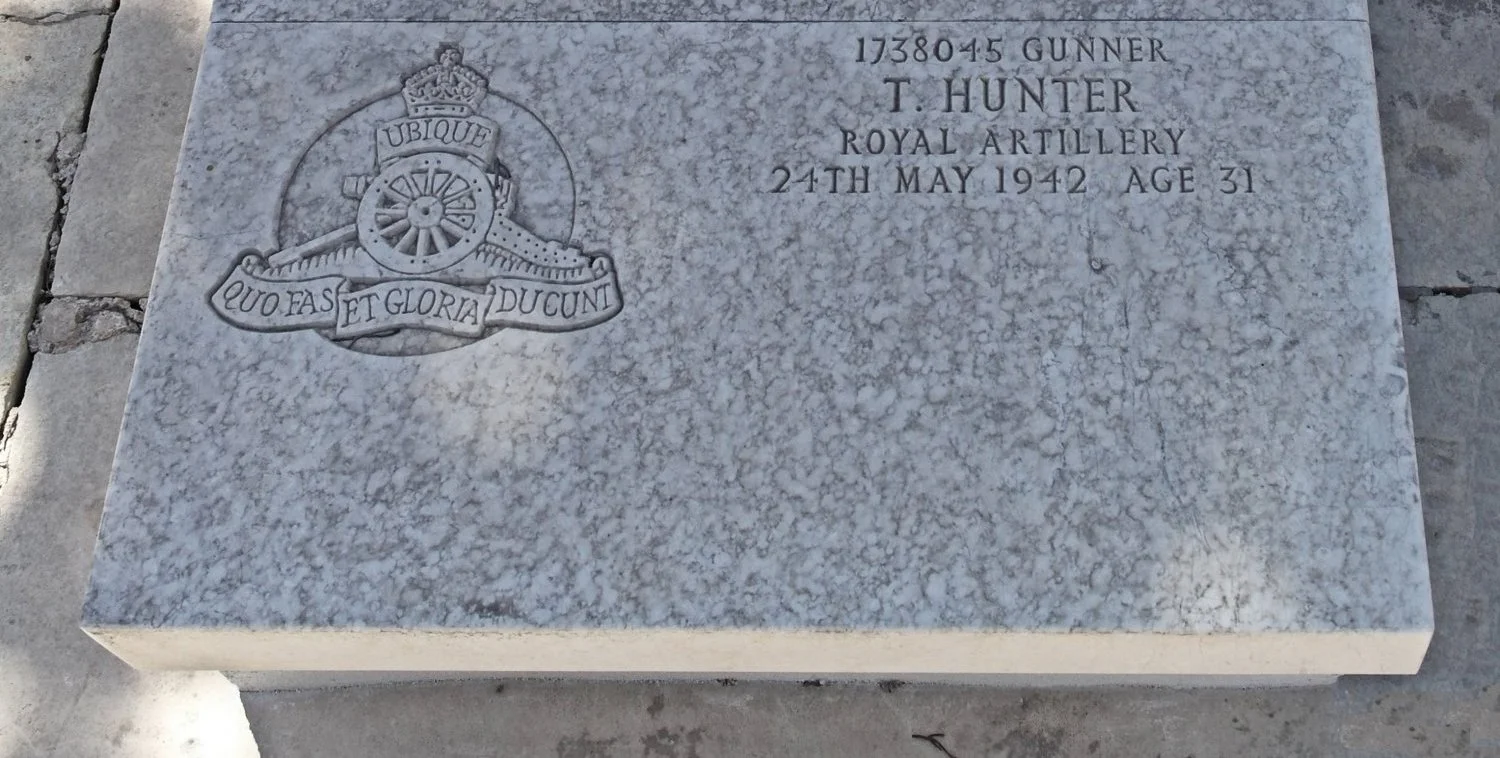 UBIQUE
QUO FAS ET GLORIA DUCUNT
1738045 GUNNER
T. HUNTER
ROYAL ARTILLERY
24TH MAY 1942 AGE 31